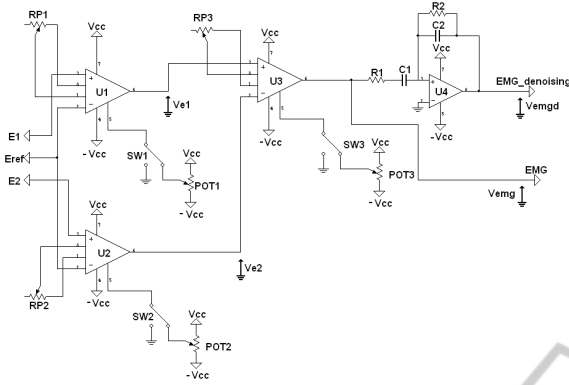 RP1
Vcc
RP3
Vcc
R2
C2
Vcc
R1
C1
U1
U3
U4
EMG_denoising
Ve1
Vemgd
-Vcc
-Vcc
-Vcc
E1
Eref
E2
SW1
Vcc
POT1
-Vcc
SW3
Vcc
POT3
-Vcc
EMG
Vemg
Vcc
U2
Ve2
RP2
-Vcc
SW2
Vcc
POT2
-Vcc